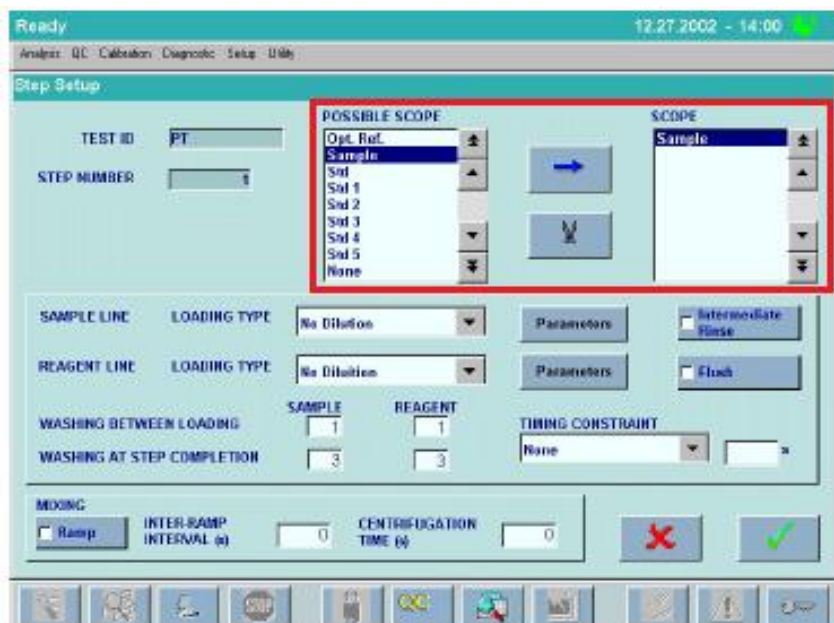 Ready 12.27.2002 - 14:00
Analysis QC Calibration Diagnostic Setup Utility
Step Setup
POSSIBLE SCOPE SCOPE
TEST ID PT
STEP NUMBER 1
Opt. Ref.
Sample
Std
Std 1
Std 2
Std 3
Std 4
Std 5
None
Sample
SAMPLE LINE LOADING TYPE No Dilution Parameters Intermediate Rinse
REAGENT LINE LOADING TYPE No Dilution Parameters Flush
SAMPLE REAGENT
WASHING BETWEEN LOADING 1 1
TIMING CONSTRAINT
WASHING AT STEP COMPLETION 3 3
None s
MIXING
Ramp INTER-RAMP INTERVAL (s) 0 CENTRIFUGATION TIME (s) 0
STOP
QC